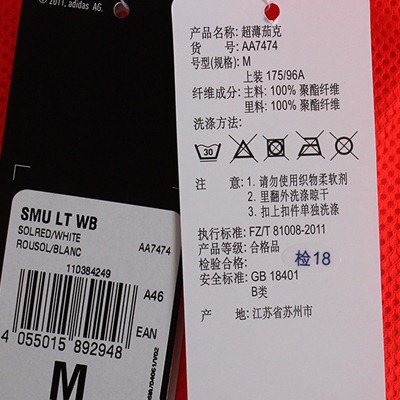 © 2011, adidas AG.
SMU LT WB
SOLRED/WHITE
ROUSOL/BLANC
AA7474
110384249
A46
EAN
4 055015 892948
M
产品名称: 超薄茄克
货 号: AA7474
号型(规格): M
上装 175/96A
纤维成分: 主料: 100% 聚酯纤维
里料: 100% 聚酯纤维
洗涤方法:
30
注 意: 1. 请勿使用织物柔软剂
2. 里翻外洗涤晾干
3. 扣上扣件单独洗涤
执行标准: FZ/T 81008-2011
产品等级: 合格品
检验合格: 检18
安全标准: GB 18401
B类
产 地: 江苏省苏州市